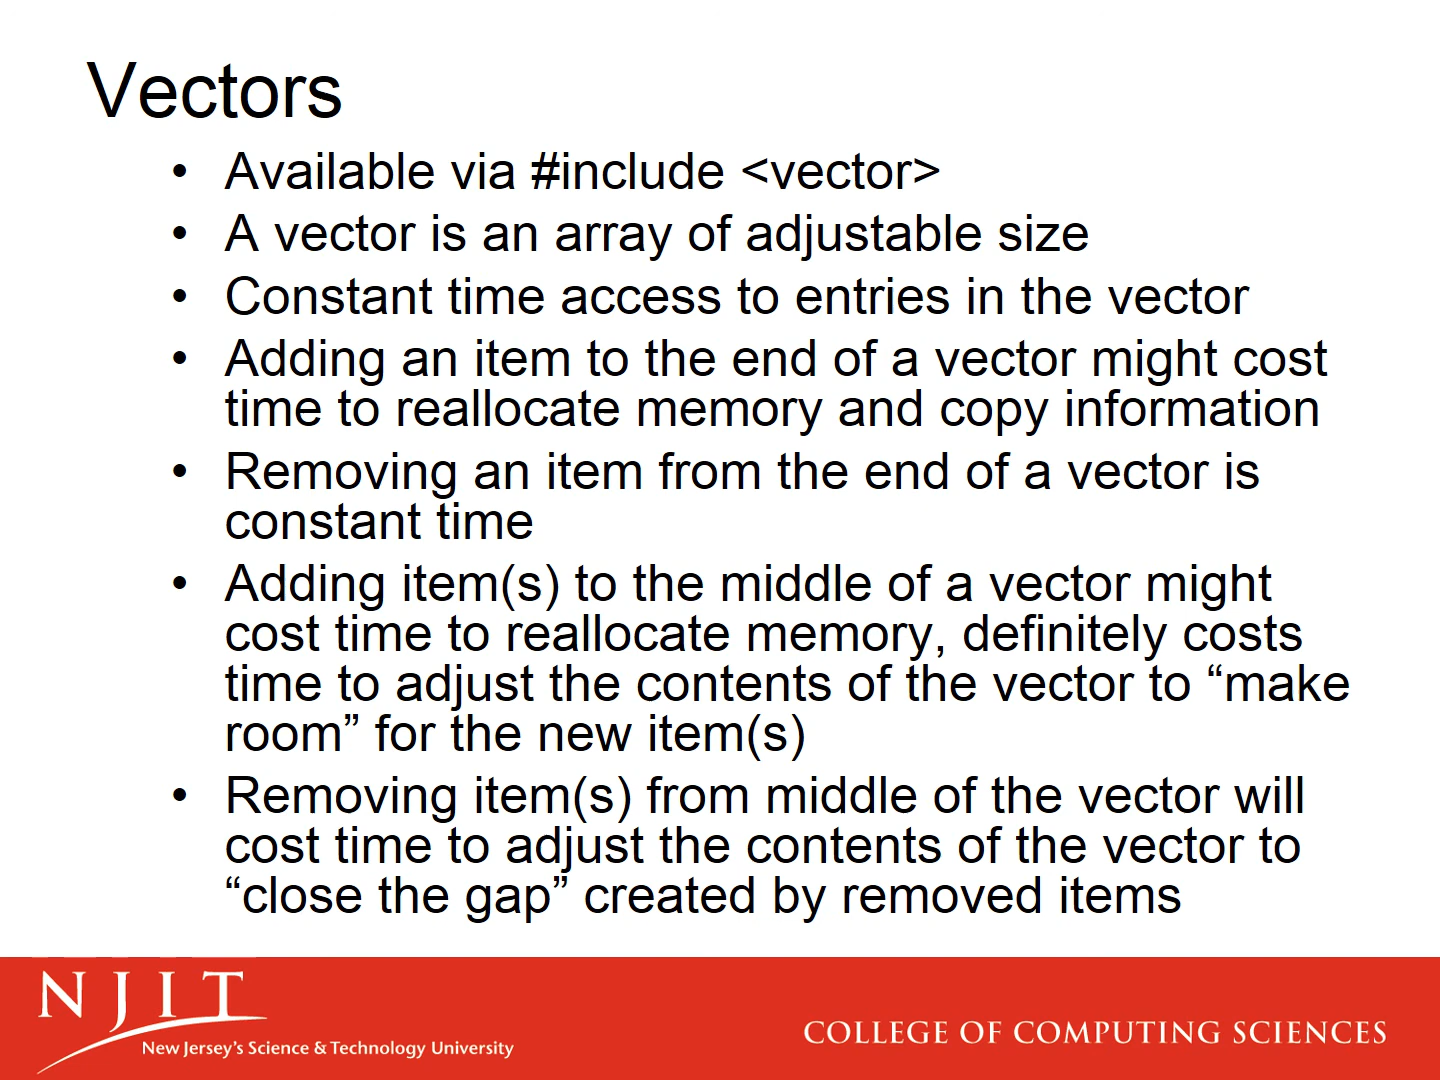 Vectors
• Available via #include <vector>
• A vector is an array of adjustable size
• Constant time access to entries in the vector
• Adding an item to the end of a vector might cost
time to reallocate memory and copy information
• Removing an item from the end of a vector is
constant time
• Adding item(s) to the middle of a vector might
cost time to reallocate memory, definitely costs
time to adjust the contents of the vector to “make
room” for the new item(s)
• Removing item(s) from middle of the vector will
cost time to adjust the contents of the vector to
“close the gap” created by removed items
NJIT
New Jersey's Science & Technology University
COLLEGE OF COMPUTING SCIENCES